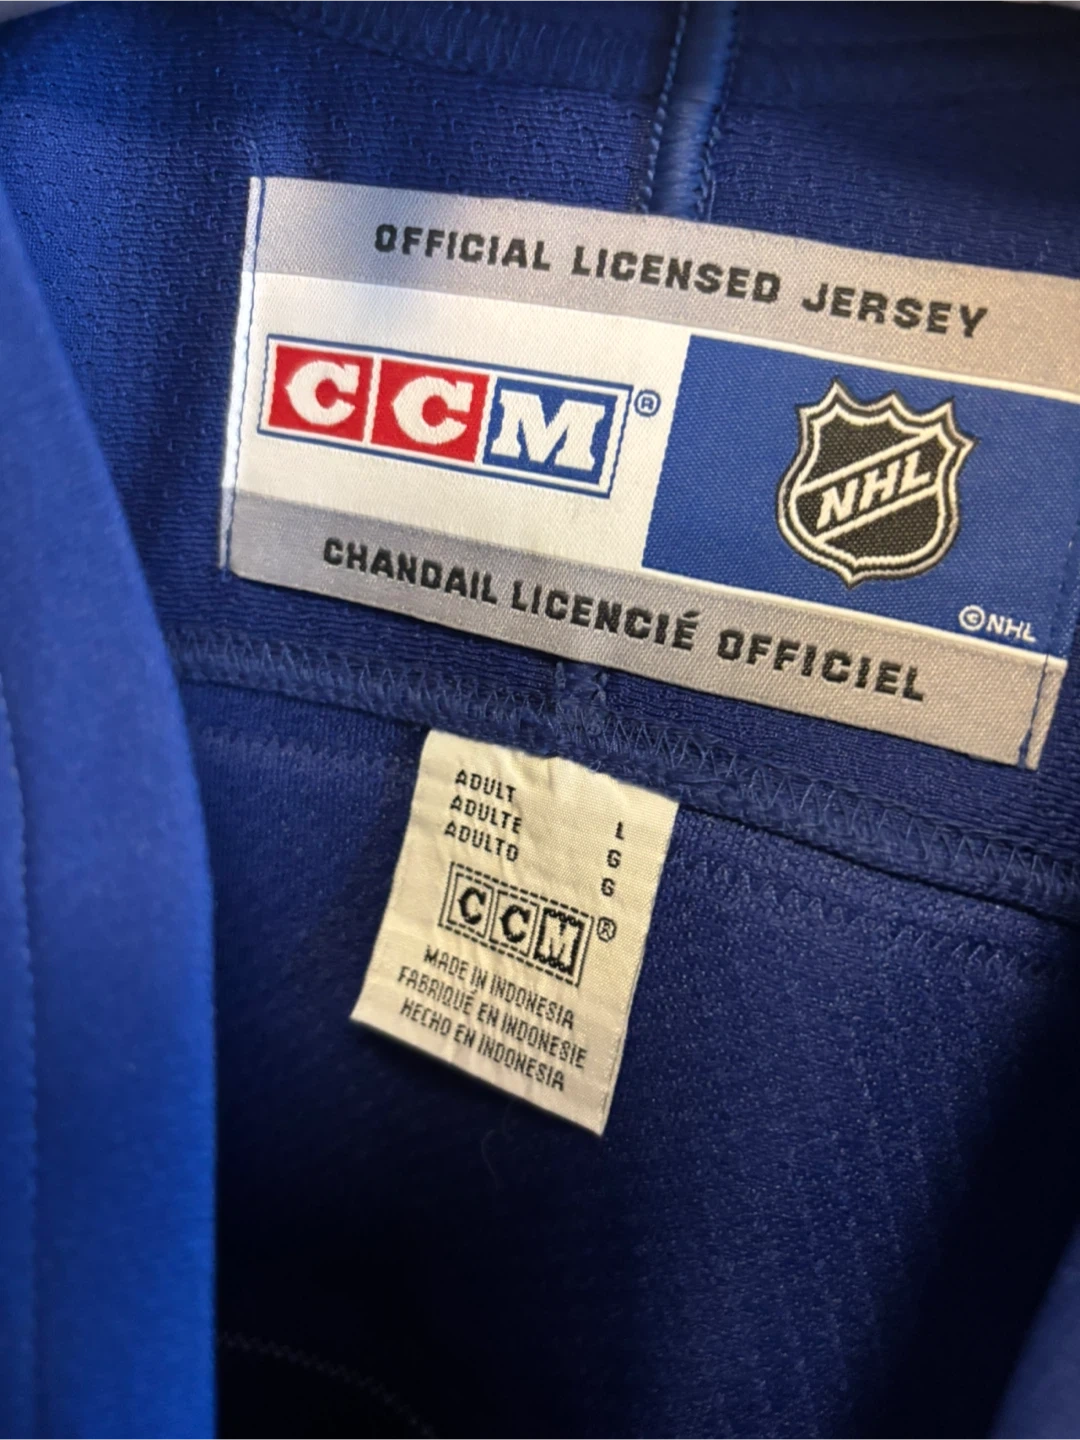 OFFICIAL LICENSED JERSEY
CCM®
NHL
©NHL
CHANDAIL LICENCIÉ OFFICIEL
ADULT L
ADULTE G
ADULTO G
CCM®
MADE IN INDONESIA
FABRIQUÉ EN INDONESIE
HECHO EN INDONESIA